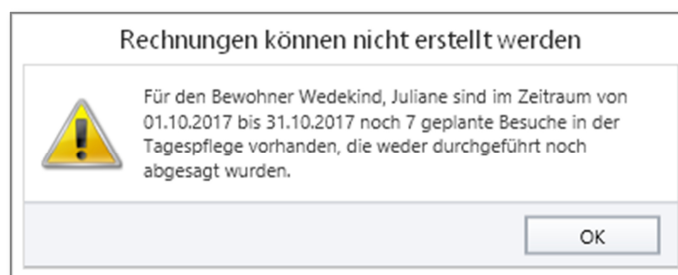 Rechnungen können nicht erstellt werden
Für den Bewohner Wedekind, Juliane sind im Zeitraum von
01.10.2017 bis 31.10.2017 noch 7 geplante Besuche in der
Tagespflege vorhanden, die weder durchgeführt noch
abgesagt wurden.
OK